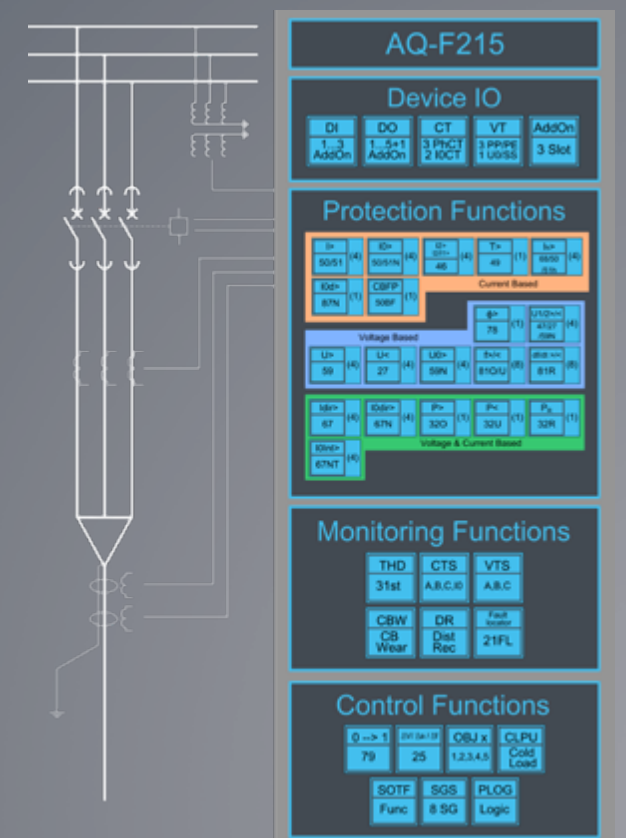 AQ-F215
Device IO
DI DO CT VT AddOn
1...3 1...5+1 3 PhCT 3 PP/PE 3 Slot
AddOn AddOn 2 I0CT 1 U0/SS
Protection Functions
I> I0> I2> T>
50/51 (4) 50/51N (4) 46 (4) 49 (1) (4)
I0d> CBFP Current Based
87N (1) 50BF (1)
78 (1) (4)
Voltage Based
U> U< U0> f>/<
59 (4) 27 (4) 59N (4) 81O/U (8) 81R (8)
Idir> I0dir> P> P<
67 (4) 67N (4) 32O (1) 32U (1) 32R (1)
I0Int> Voltage & Current Based
67NT (4)
Monitoring Functions
THD CTS VTS
31st A,B,C,I0 A,B,C
CBW DR Fault locator
CB Wear Dist Rec 21FL
Control Functions
0 --> 1 OBJ x CLPU
79 25 1,2,3,4,5 Cold Load
SOTF SGS PLOG
Func 8 SG Logic